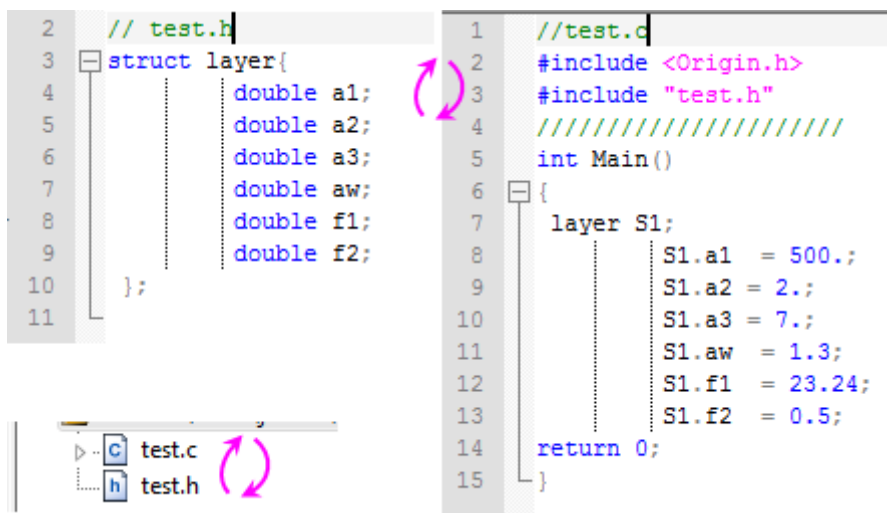 2 // test.h
3 struct layer{
4 double a1;
5 double a2;
6 double a3;
7 double aw;
8 double f1;
9 double f2;
10 };
11
1 //test.c
2 #include <Origin.h>
3 #include "test.h"
4 ///////////////////////
5 int Main()
6 {
7 layer S1;
8 S1.a1 = 500.;
9 S1.a2 = 2.;
10 S1.a3 = 7.;
11 S1.aw = 1.3;
12 S1.f1 = 23.24;
13 S1.f2 = 0.5;
14 return 0;
15 }
c test.c
h test.h